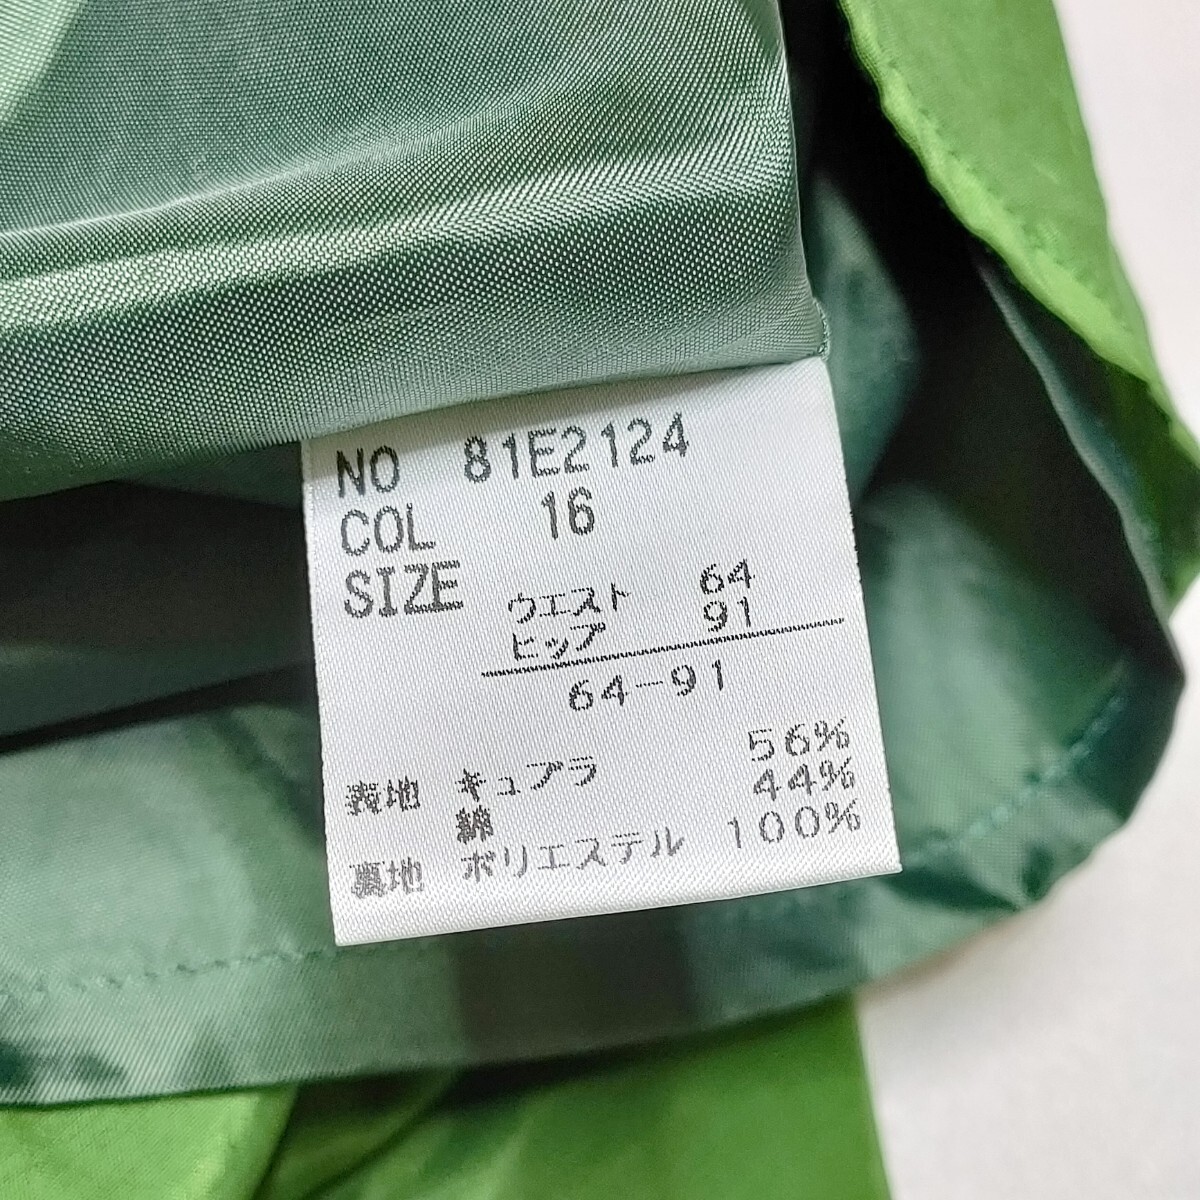 NO 81E2124
COL 16
SIZE
ウエスト 64
ヒップ 91
64-91
表地 キュプラ 56%
綿 44%
裏地 ポリエステル 100%